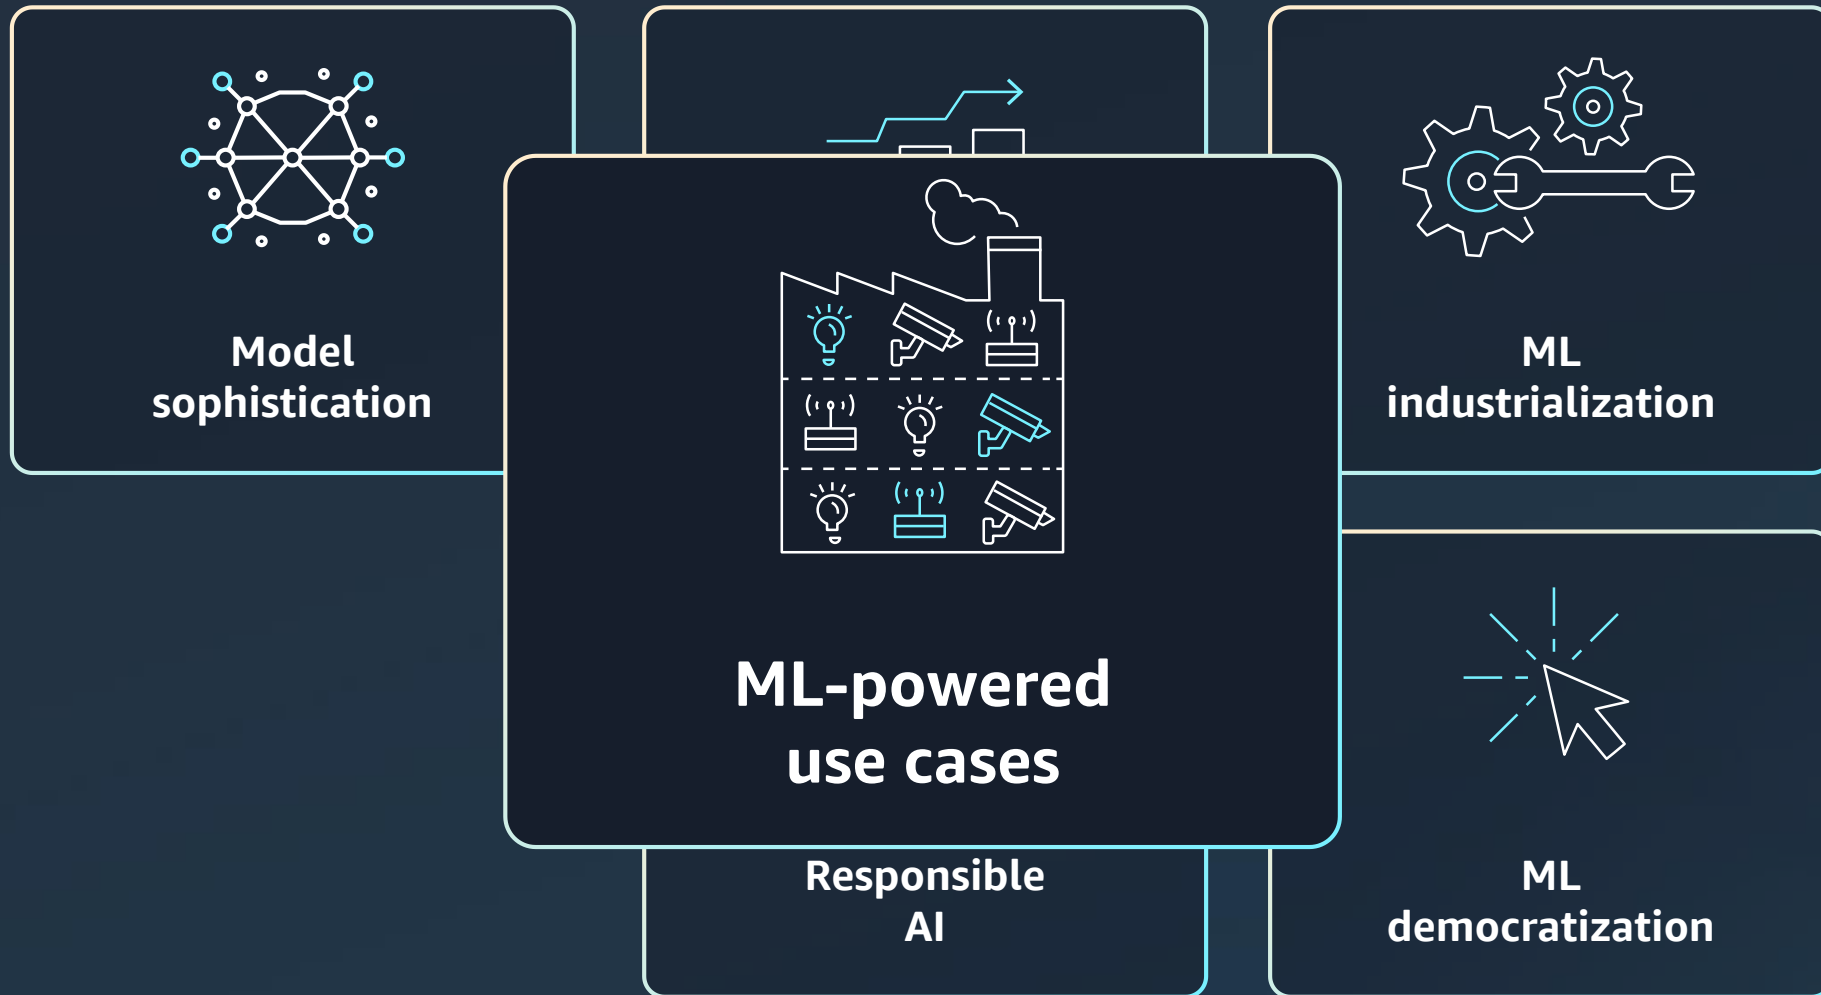 Model
sophistication
ML
industrialization
ML-powered
use cases
Responsible
AI
ML
democratization